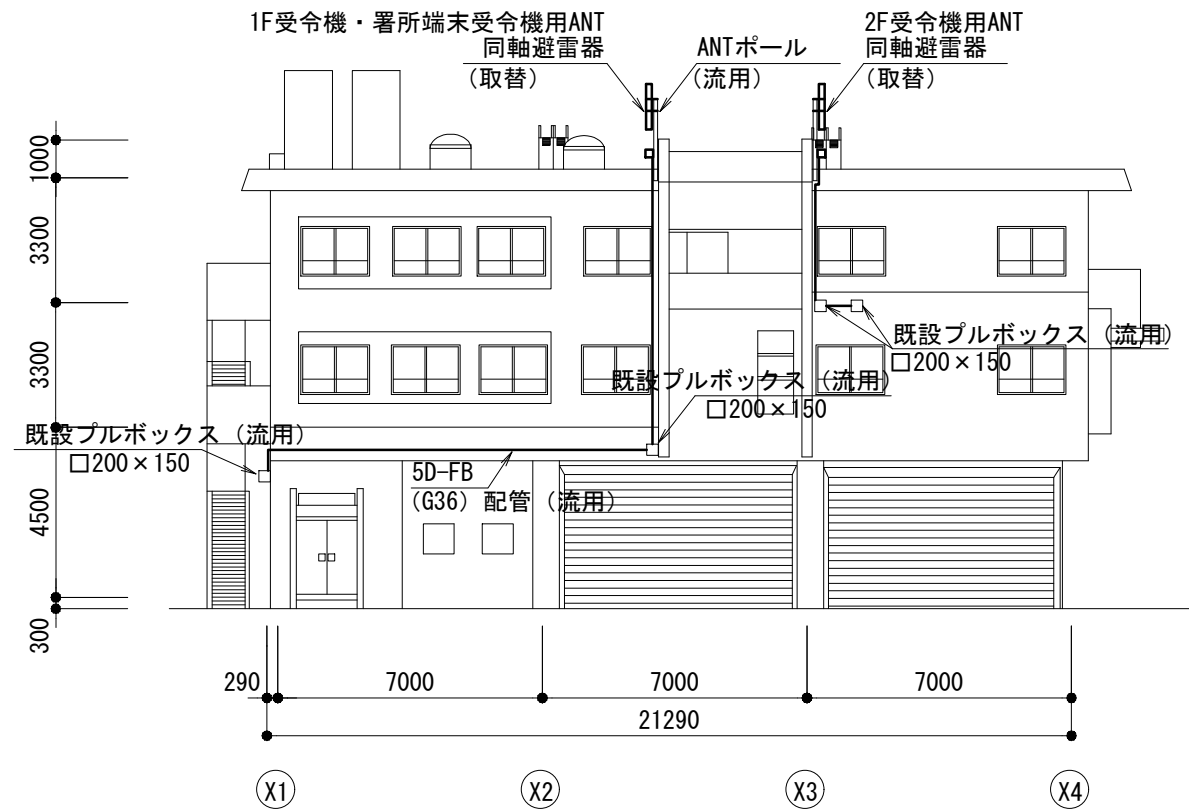 1F受令機・署所端末受令機用ANT
同軸避雷器
(取替)
ANTポール
(流用)
2F受令機用ANT
同軸避雷器
(取替)
1000
3300
3300
4500
300
既設プルボックス (流用)
□200×150
既設プルボックス (流用)
□200×150
既設プルボックス (流用)
□200×150
5D-FB
(G36) 配管 (流用)
290
7000
7000
7000
21290
X1
X2
X3
X4